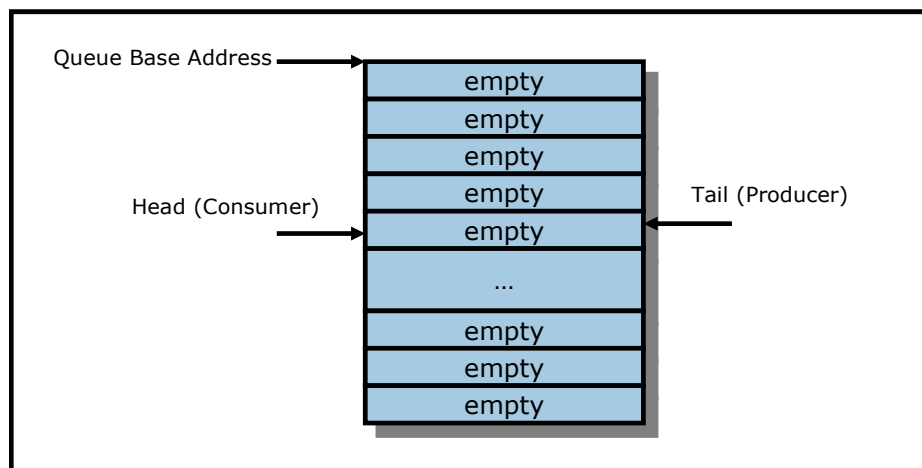 Queue Base Address
empty
empty
empty
empty
Tail (Producer)
Head (Consumer)
empty
...
empty
empty
empty